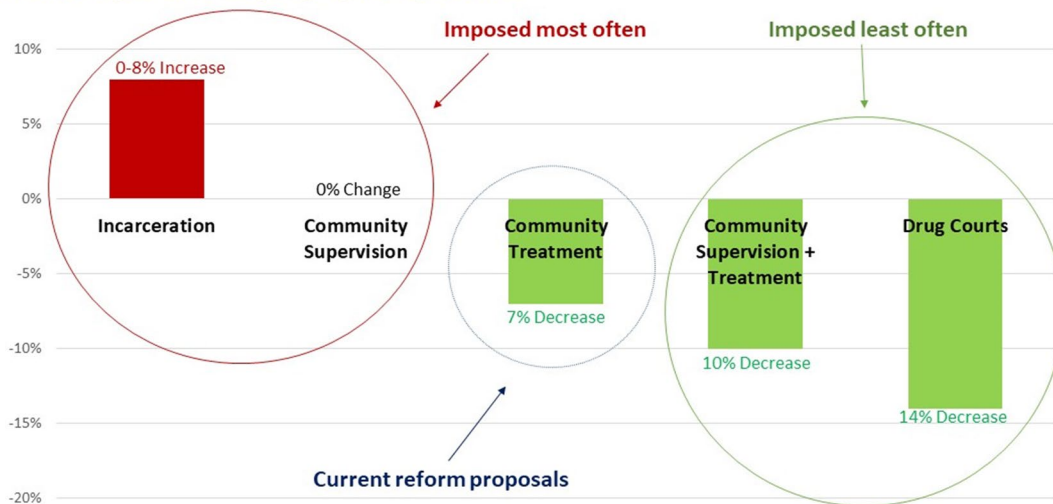 Imposed most often
Imposed least often
10%
0-8% Increase
5%
0% Change
0%
Incarceration
Community
Supervision
Community
Treatment
Community
Supervision +
Treatment
Drug Courts
-5%
7% Decrease
-10%
10% Decrease
14% Decrease
-15%
Current reform proposals
-20%